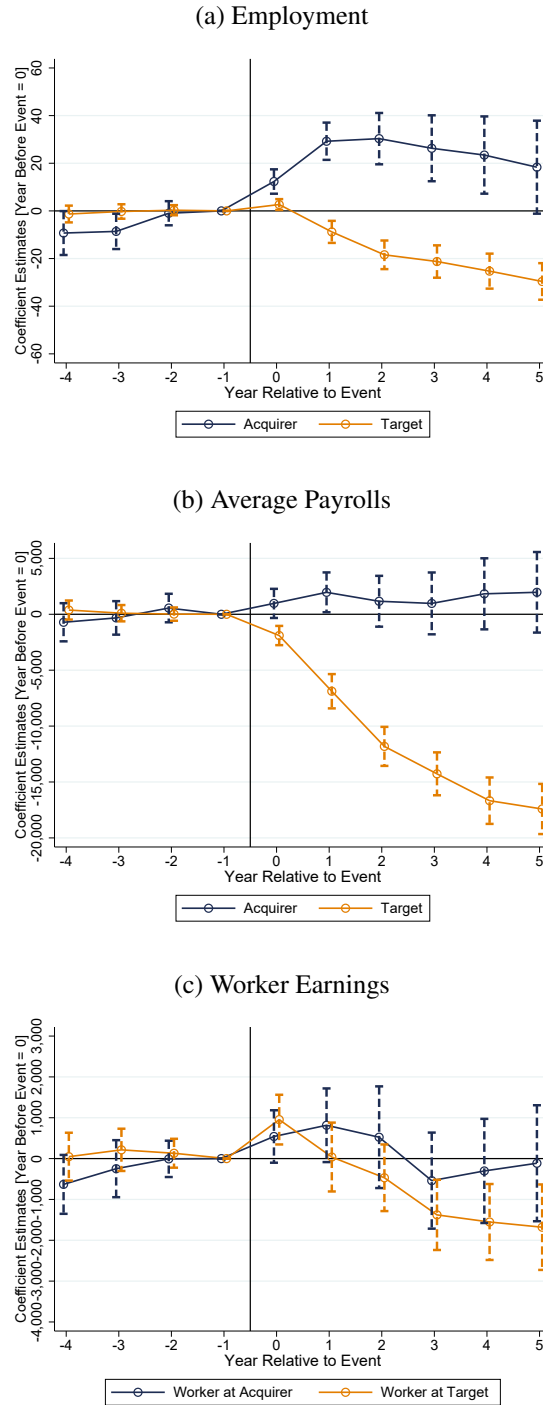 (a) Employment
Coefficient Estimates [Year Before Event = 0]
60
40
20
0
-20
-40
-60
-4 -3 -2 -1 0 1 2 3 4 5
Year Relative to Event
Acquirer Target
(b) Average Payrolls
Coefficient Estimates [Year Before Event = 0]
5,000
0
-5,000
-10,000
-15,000
-20,000
-4 -3 -2 -1 0 1 2 3 4 5
Year Relative to Event
Acquirer Target
(c) Worker Earnings
Coefficient Estimates [Year Before Event = 0]
3,000
2,000
1,000
0
-1,000
-2,000
-3,000
-4,000
-4 -3 -2 -1 0 1 2 3 4 5
Year Relative to Event
Worker at Acquirer Worker at Target